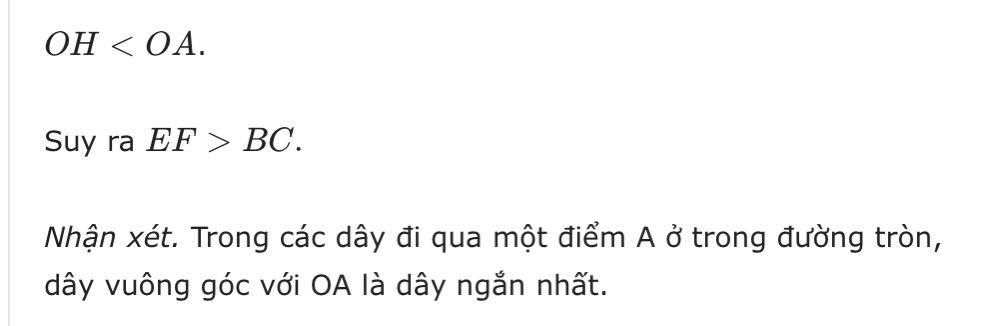 OH < OA.
Suy ra EF > BC.
Nhận xét. Trong các dây đi qua một điểm A ở trong đường tròn,
dây vuông góc với OA là dây ngắn nhất.